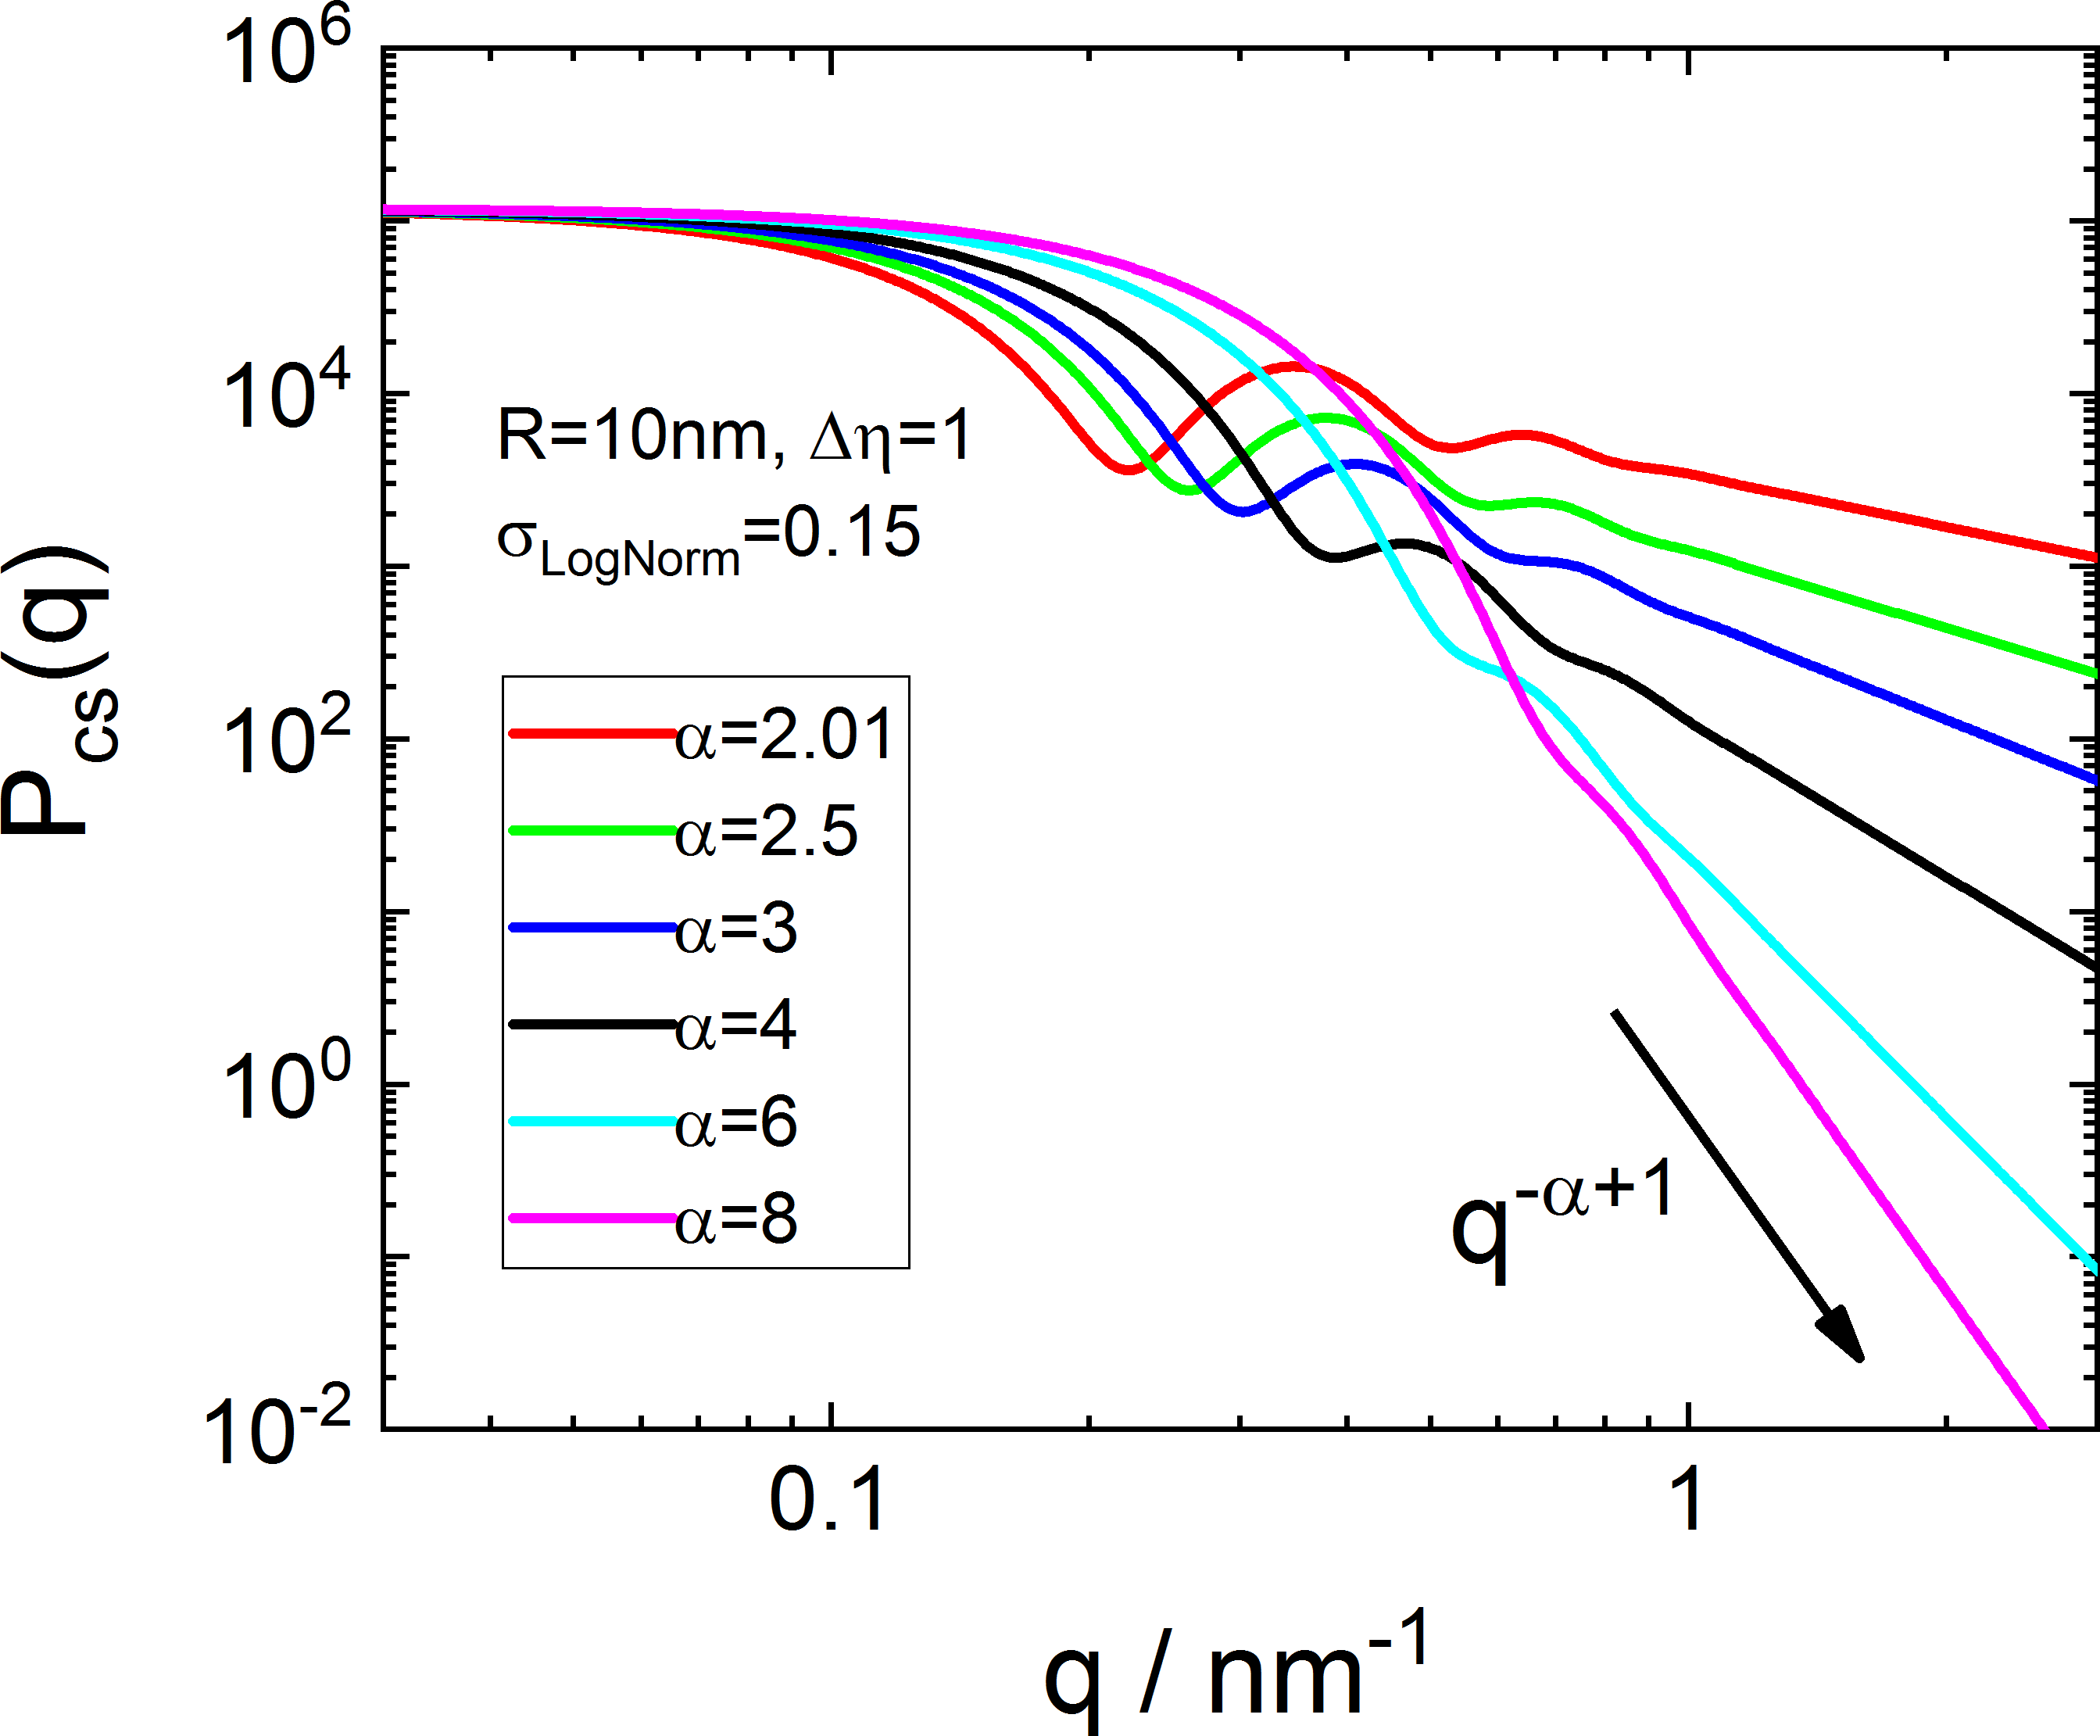 10^6
10^4
10^2
10^0
10^-2
P_cs(q)
R=10nm, Δη=1
σ_LogNorm=0.15
α=2.01
α=2.5
α=3
α=4
α=6
α=8
q^-α+1
0.1
1
q / nm^-1